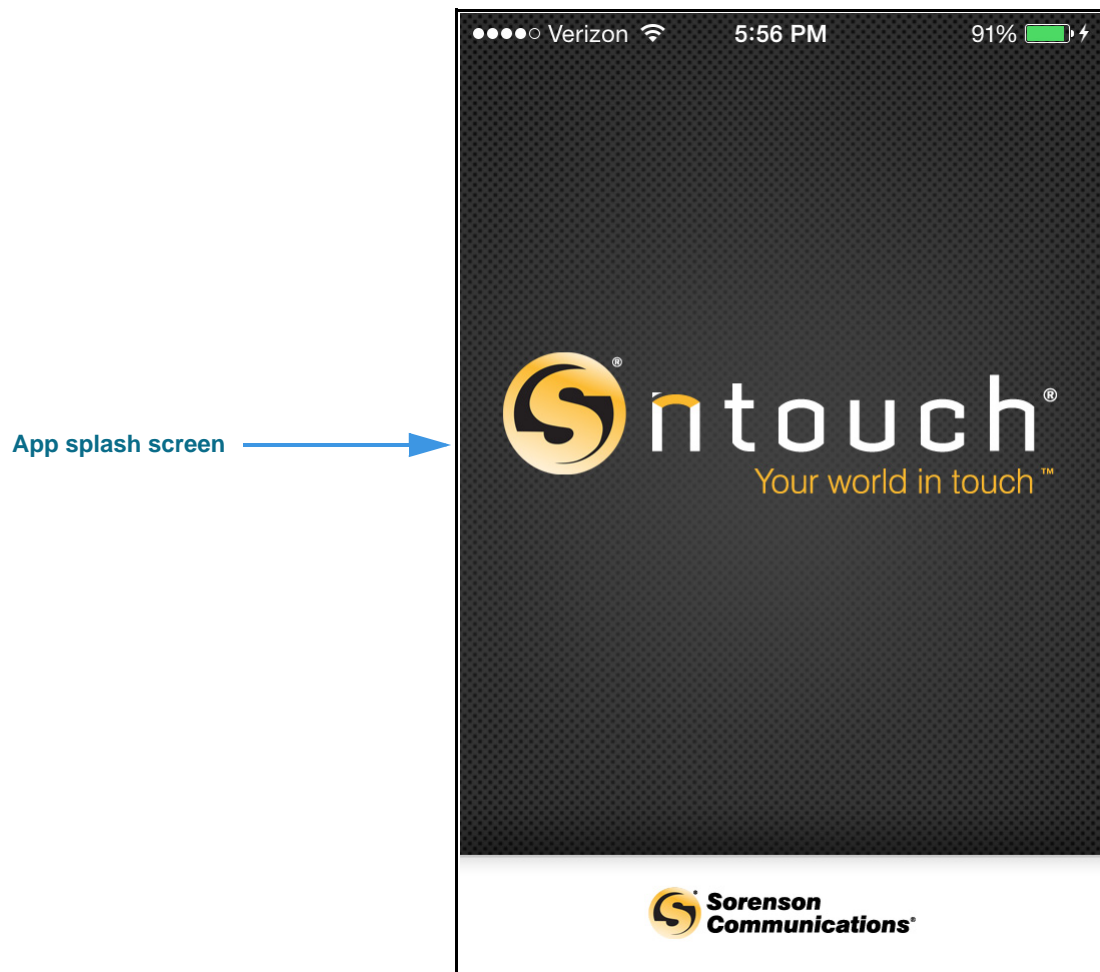 Verizon 5:56 PM 91%
S® ntouch®
Your world in touch™
App splash screen
S® Sorenson
Communications®